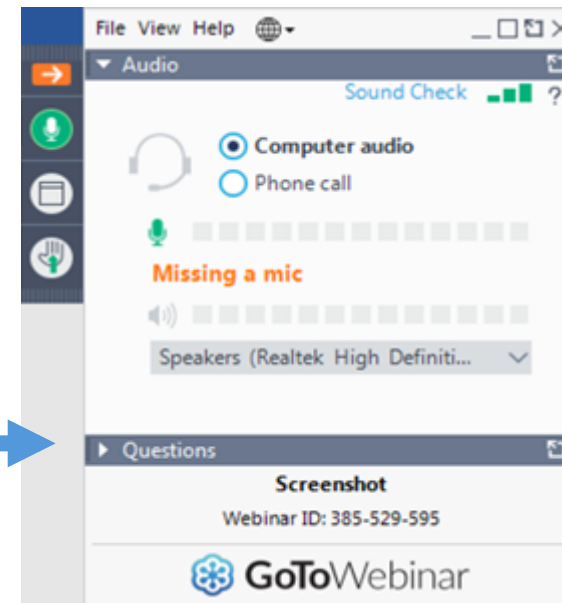 File View Help
Audio
Sound Check ?
Computer audio
Phone call
Missing a mic
Speakers (Realtek High Definiti...
Questions
Screenshot
Webinar ID: 385-529-595
GoToWebinar